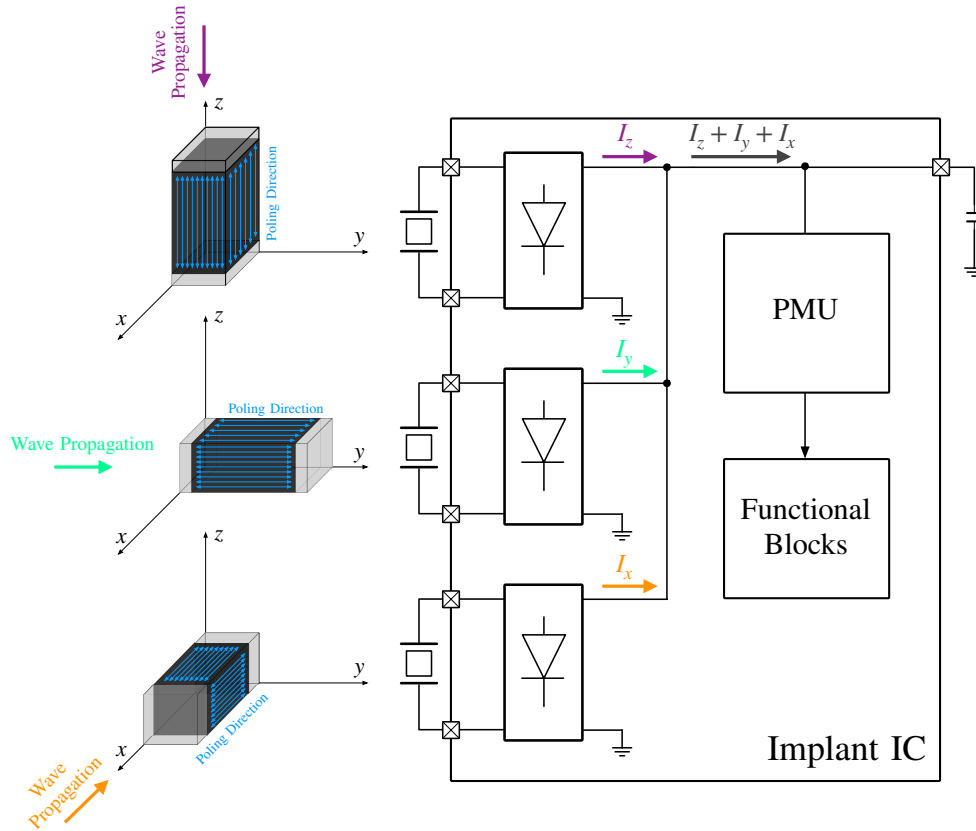 Wave
Propagation
z
Poling Direction
y
x
z
Poling Direction
Wave Propagation
y
x
z
y
Poling Direction
x
Wave
Propagation
I_z
I_z + I_y + I_x
PMU
I_y
Functional
Blocks
I_x
Implant IC